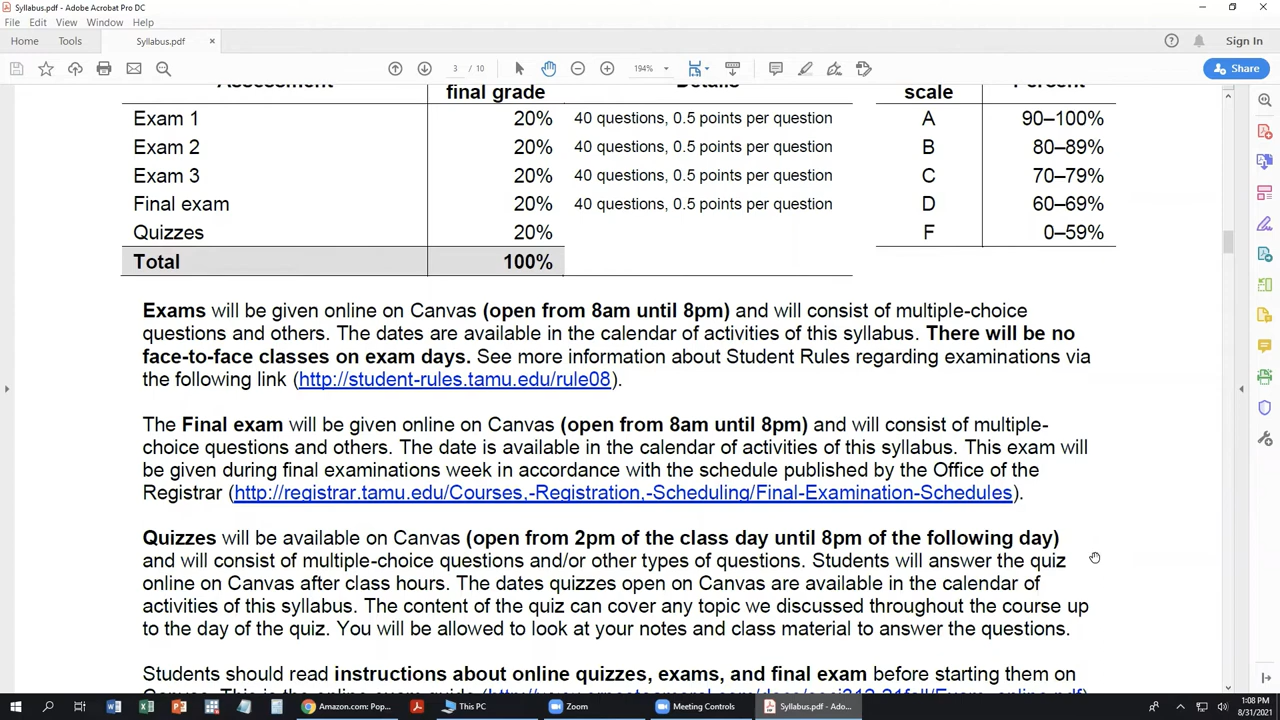 Syllabus.pdf - Adobe Acrobat Pro DC
File Edit View Window Help
Home Tools Syllabus.pdf × Sign In
3 / 10 194% Share
Assessment final grade Details scale Percent
Exam 1 20% 40 questions, 0.5 points per question A 90–100%
Exam 2 20% 40 questions, 0.5 points per question B 80–89%
Exam 3 20% 40 questions, 0.5 points per question C 70–79%
Final exam 20% 40 questions, 0.5 points per question D 60–69%
Quizzes 20% F 0–59%
Total 100%
Exams will be given online on Canvas (open from 8am until 8pm) and will consist of multiple-choice
questions and others. The dates are available in the calendar of activities of this syllabus. There will be no
face-to-face classes on exam days. See more information about Student Rules regarding examinations via
the following link (http://student-rules.tamu.edu/rule08).
The Final exam will be given online on Canvas (open from 8am until 8pm) and will consist of multiple-
choice questions and others. The date is available in the calendar of activities of this syllabus. This exam will
be given during final examinations week in accordance with the schedule published by the Office of the
Registrar (http://registrar.tamu.edu/Courses,-Registration,-Scheduling/Final-Examination-Schedules).
Quizzes will be available on Canvas (open from 2pm of the class day until 8pm of the following day)
and will consist of multiple-choice questions and/or other types of questions. Students will answer the quiz
online on Canvas after class hours. The dates quizzes open on Canvas are available in the calendar of
activities of this syllabus. The content of the quiz can cover any topic we discussed throughout the course up
to the day of the quiz. You will be allowed to look at your notes and class material to answer the questions.
Students should read instructions about online quizzes, exams, and final exam before starting them on
Canvas. This is the online exam guide
Amazon.com: Pop... This PC Zoom Meeting Controls Syllabus.pdf - Ado... 1:08 PM
8/31/2021